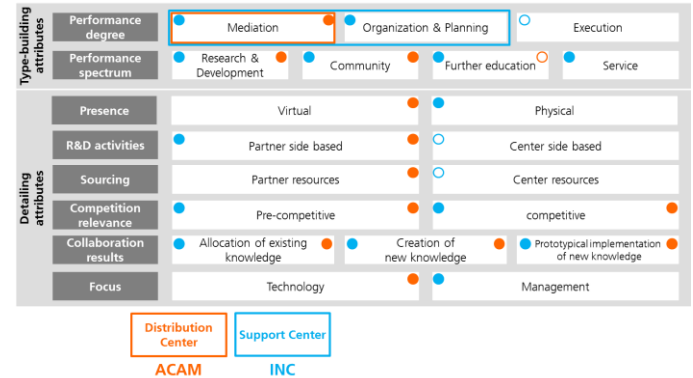 Type-building
attributes
Performance
degree
Mediation
Organization & Planning
Execution
Performance
spectrum
Research &
Development
Community
Further education
Service
Detailing
attributes
Presence
Virtual
Physical
R&D activities
Partner side based
Center side based
Sourcing
Partner resources
Center resources
Competition
relevance
Pre-competitive
competitive
Collaboration
results
Allocation of existing
knowledge
Creation of
new knowledge
Prototypical implementation
of new knowledge
Focus
Technology
Management
Distribution
Center
Support Center
ACAM
INC